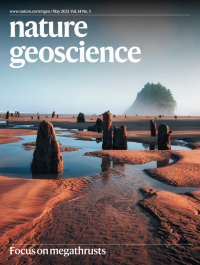 www.nature.com/ngeo / May 2021 Vol. 14 No. 5
nature
geoscience
Focus on megathrusts